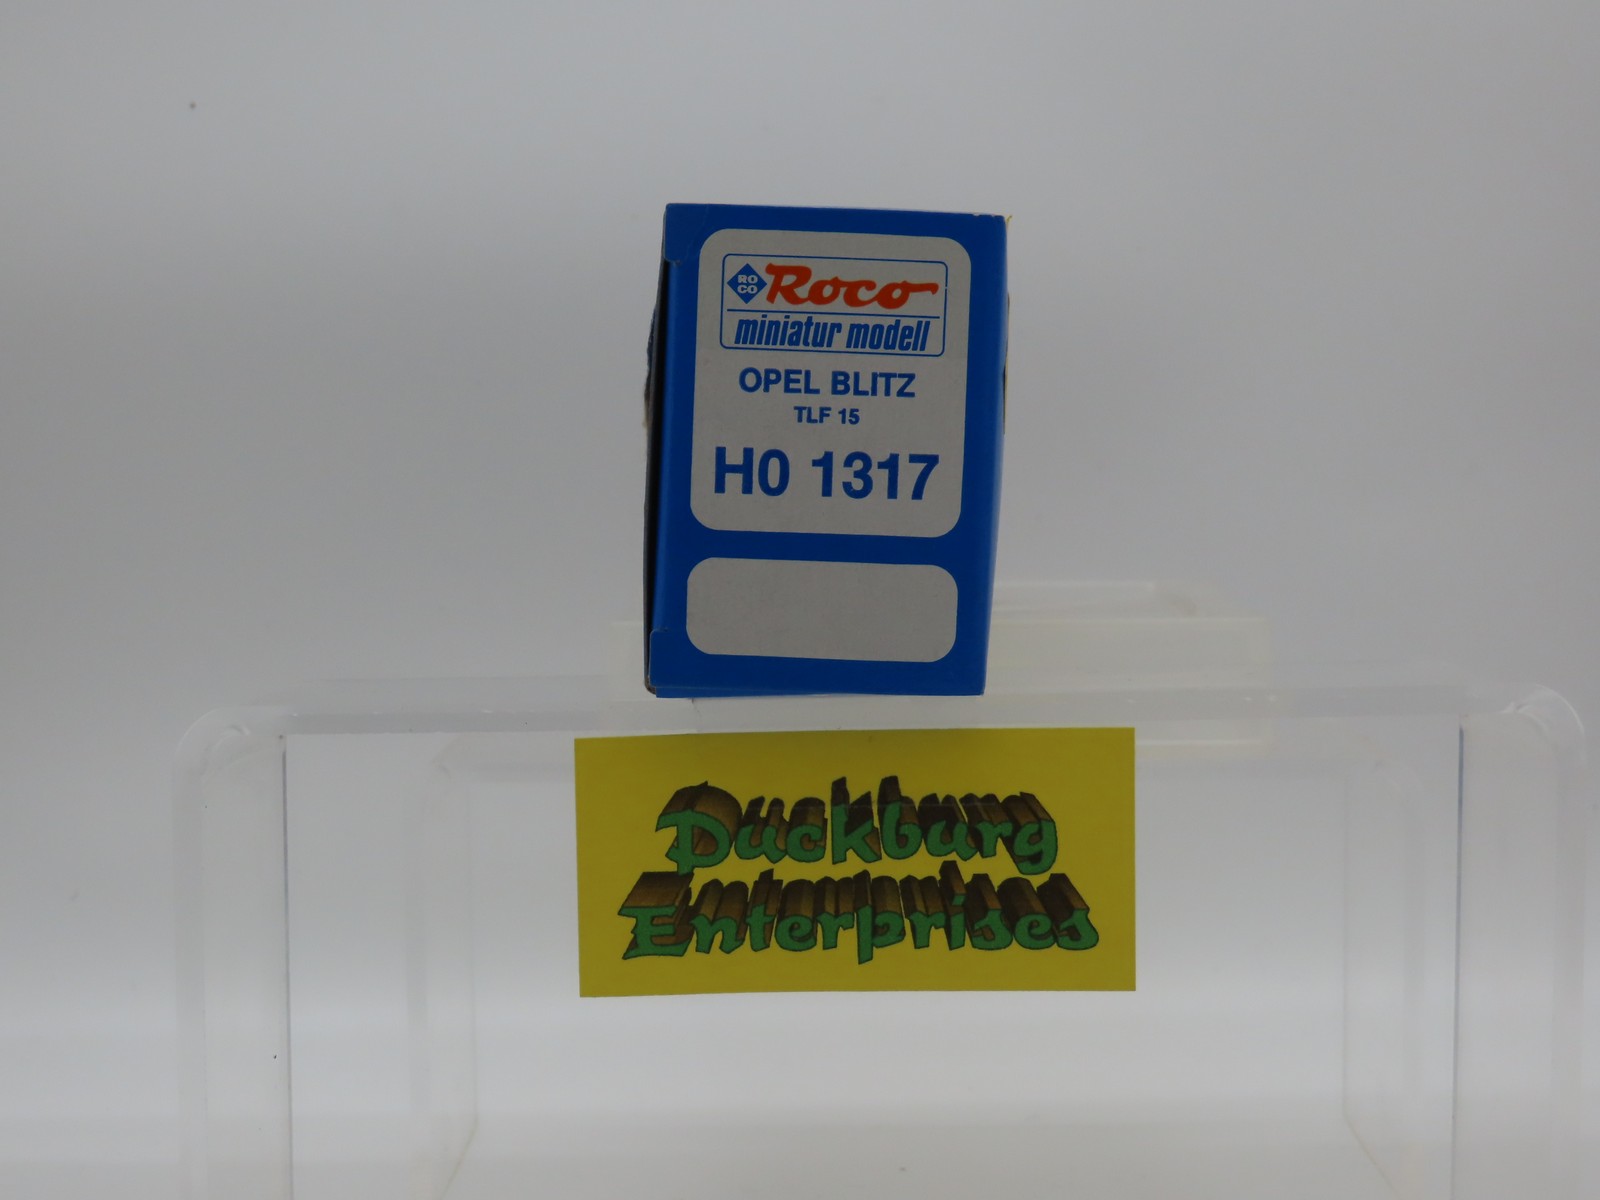 RO
CO
Roco
miniatur modell
OPEL BLITZ
TLF 15
H0 1317
Duckburg
Enterprises